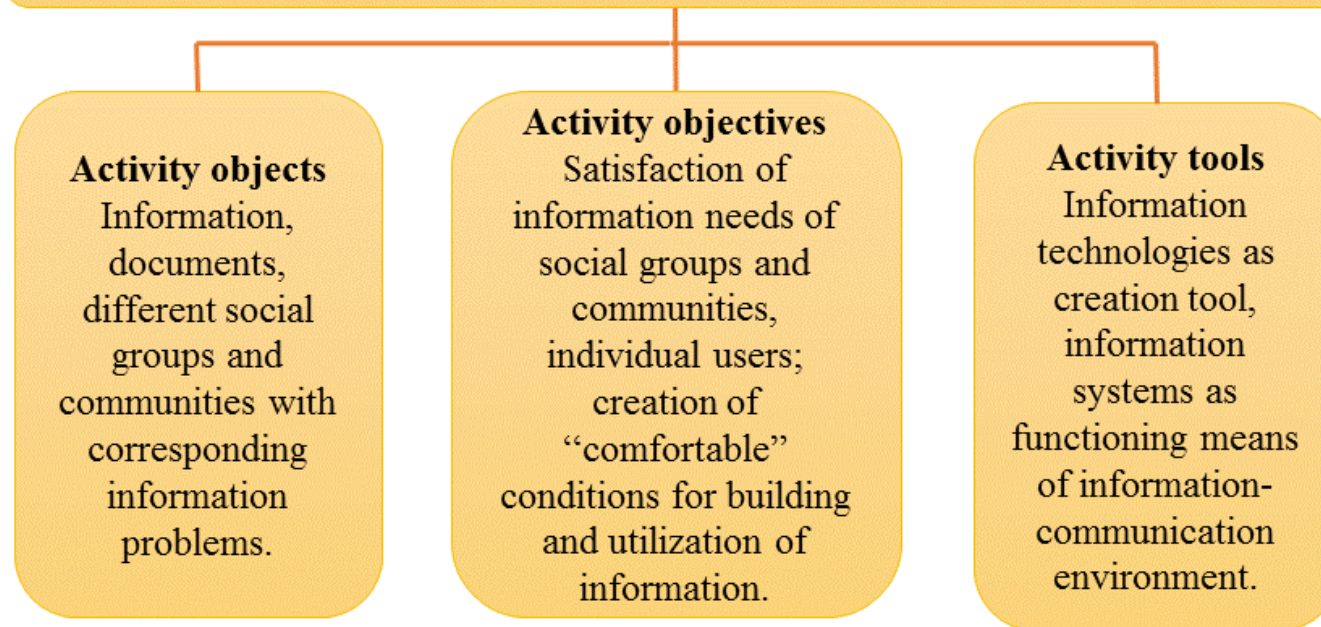 Activity objects
Information,
documents,
different social
groups and
communities with
corresponding
information
problems.
Activity objectives
Satisfaction of
information needs of
social groups and
communities,
individual users;
creation of
“comfortable”
conditions for building
and utilization of
information.
Activity tools
Information
technologies as
creation tool,
information
systems as
functioning means
of information-
communication
environment.